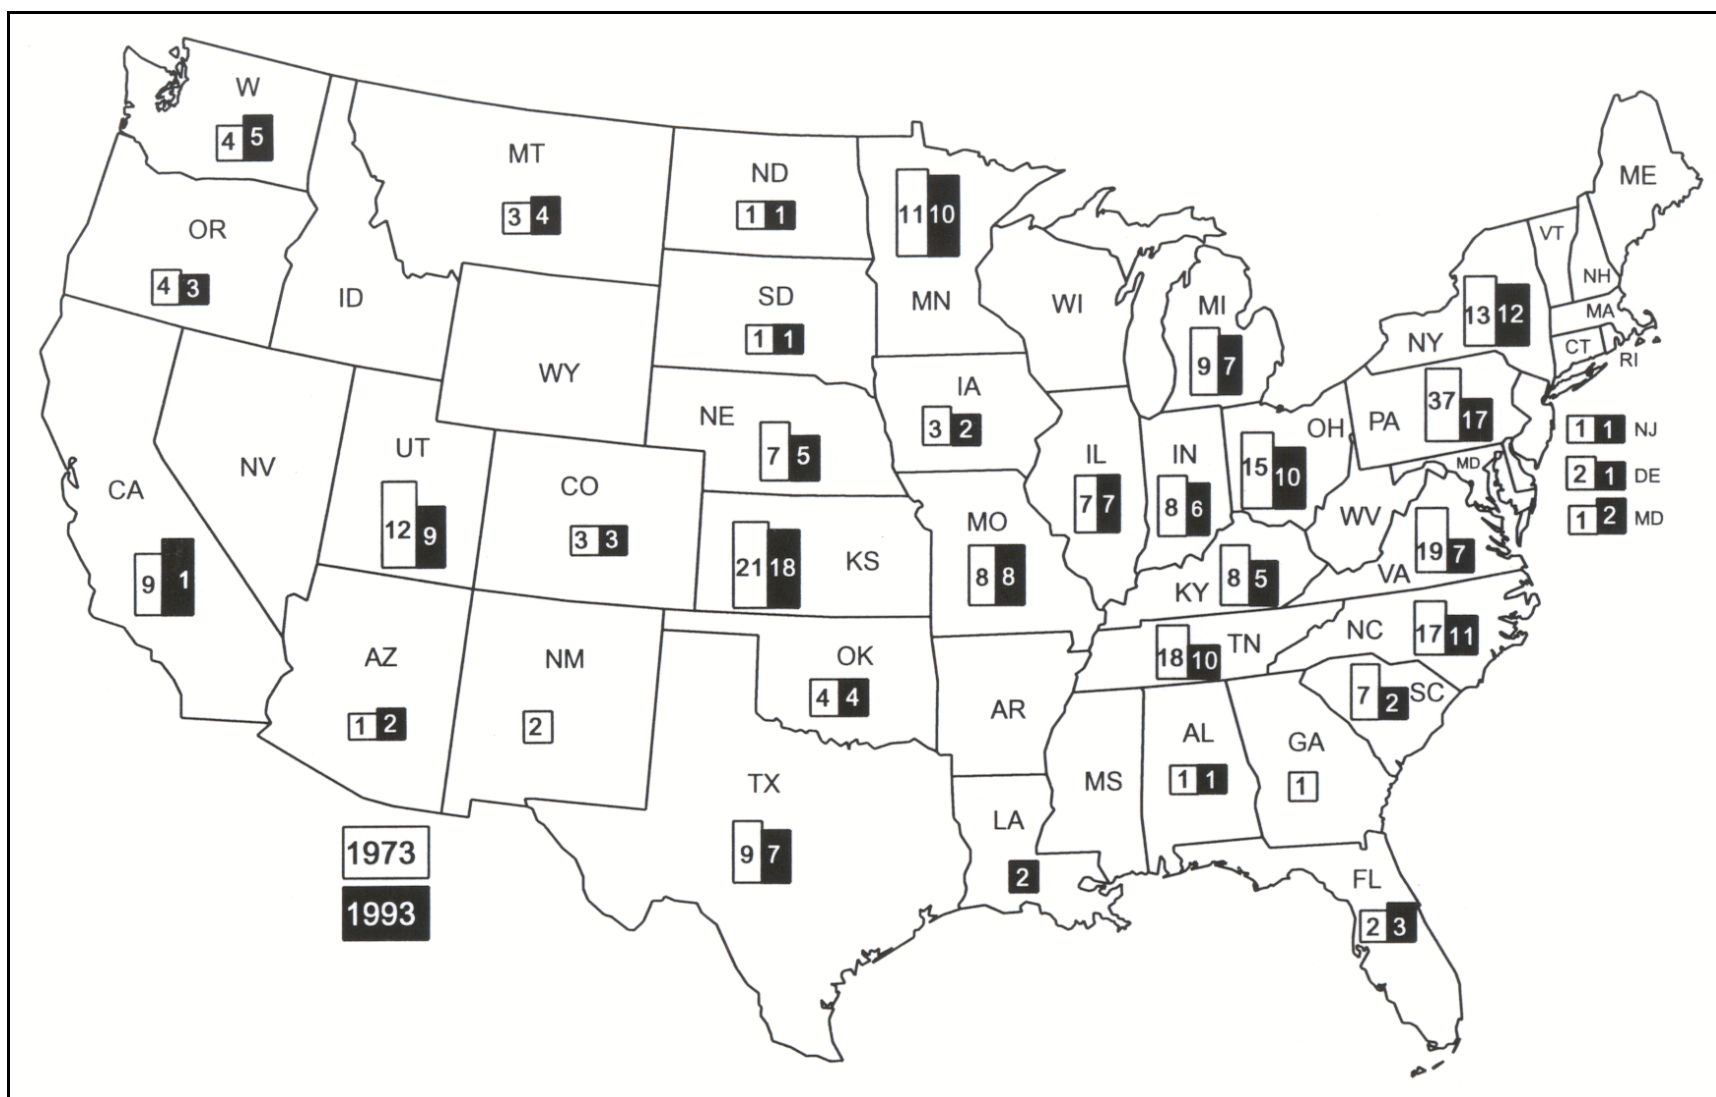 W
4 5
MT
3 4
ND
1 1
11 10
MN
OR
4 3
ID
SD
1 1
WI
MI
9 7
ME
VT
NH
MA
CT
RI
NY
13 12
WY
NE
7 5
IA
3 2
PA
37 17
1 1 NJ
2 1 DE
1 2 MD
MD
OH
15 10
IN
8 6
IL
7 7
UT
12 9
NV
CA
9 1
CO
3 3
KS
21 18
MO
8 8
WV
VA
19 7
KY
8 5
NC
17 11
TN
18 10
SC
7 2
AZ
1 2
NM
2
OK
4 4
AR
MS
AL
1 1
GA
1
TX
9 7
LA
2
FL
2 3
1973
1993